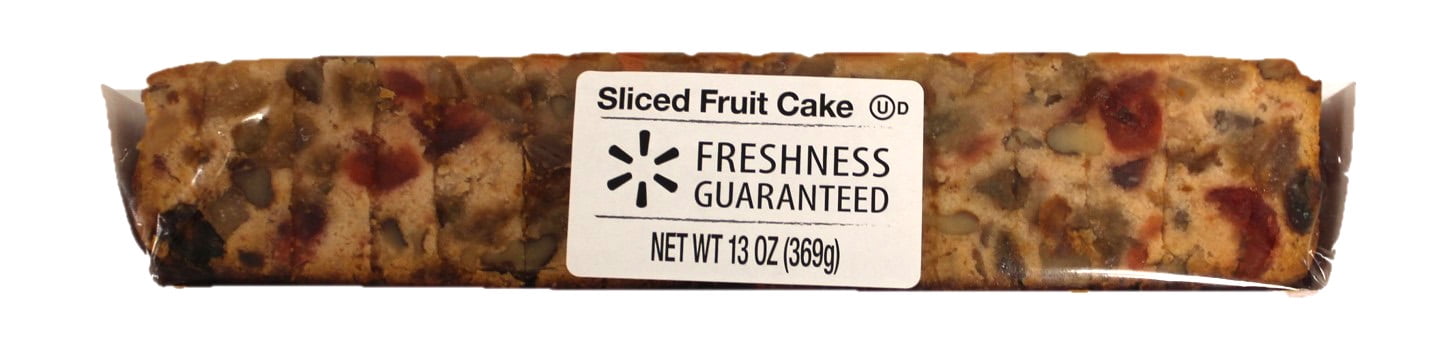 Sliced Fruit Cake ⓊD
FRESHNESS
GUARANTEED
NET WT 13 OZ (369g)